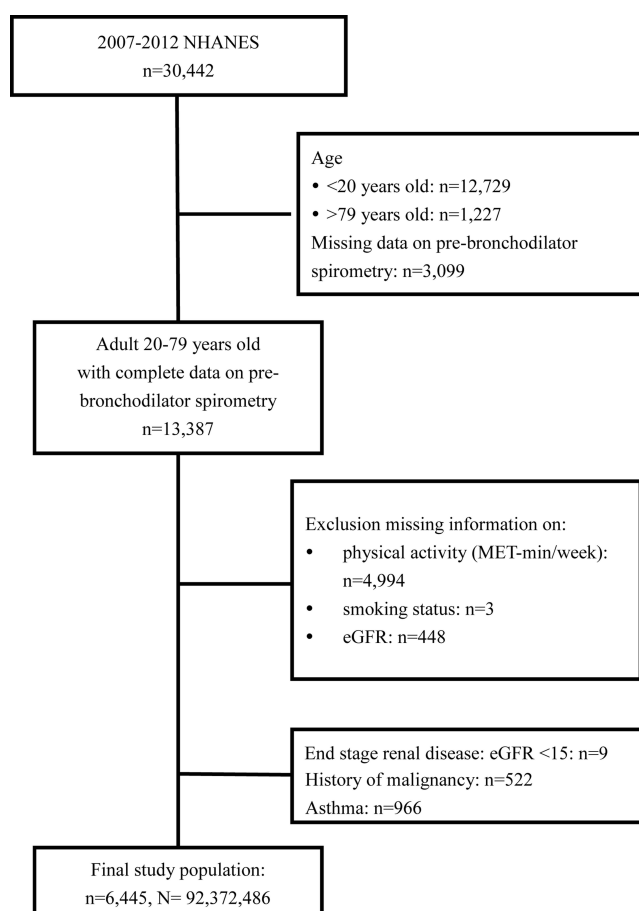 2007-2012 NHANES
n=30,442
Age
• <20 years old: n=12,729
• >79 years old: n=1,227
Missing data on pre-bronchodilator
spirometry: n=3,099
Adult 20-79 years old
with complete data on pre-
bronchodilator spirometry
n=13,387
Exclusion missing information on:
• physical activity (MET-min/week):
n=4,994
• smoking status: n=3
• eGFR: n=448
End stage renal disease: eGFR <15: n=9
History of malignancy: n=522
Asthma: n=966
Final study population:
n=6,445, N= 92,372,486